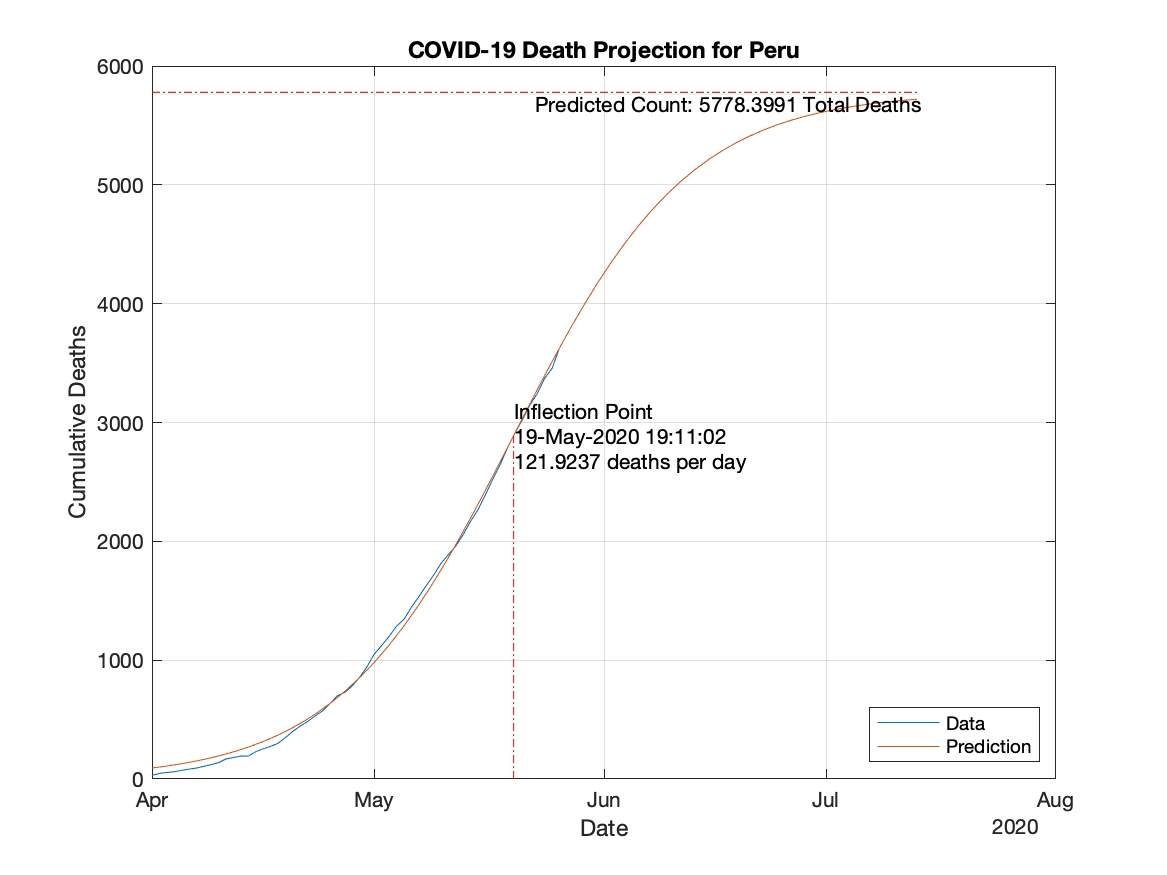 COVID-19 Death Projection for Peru
6000
Predicted Count: 5778.3991 Total Deaths
5000
4000
Cumulative Deaths
3000
Inflection Point
19-May-2020 19:11:02
121.9237 deaths per day
2000
1000
0
Data
Prediction
Apr May Jun Jul Aug
Date
2020